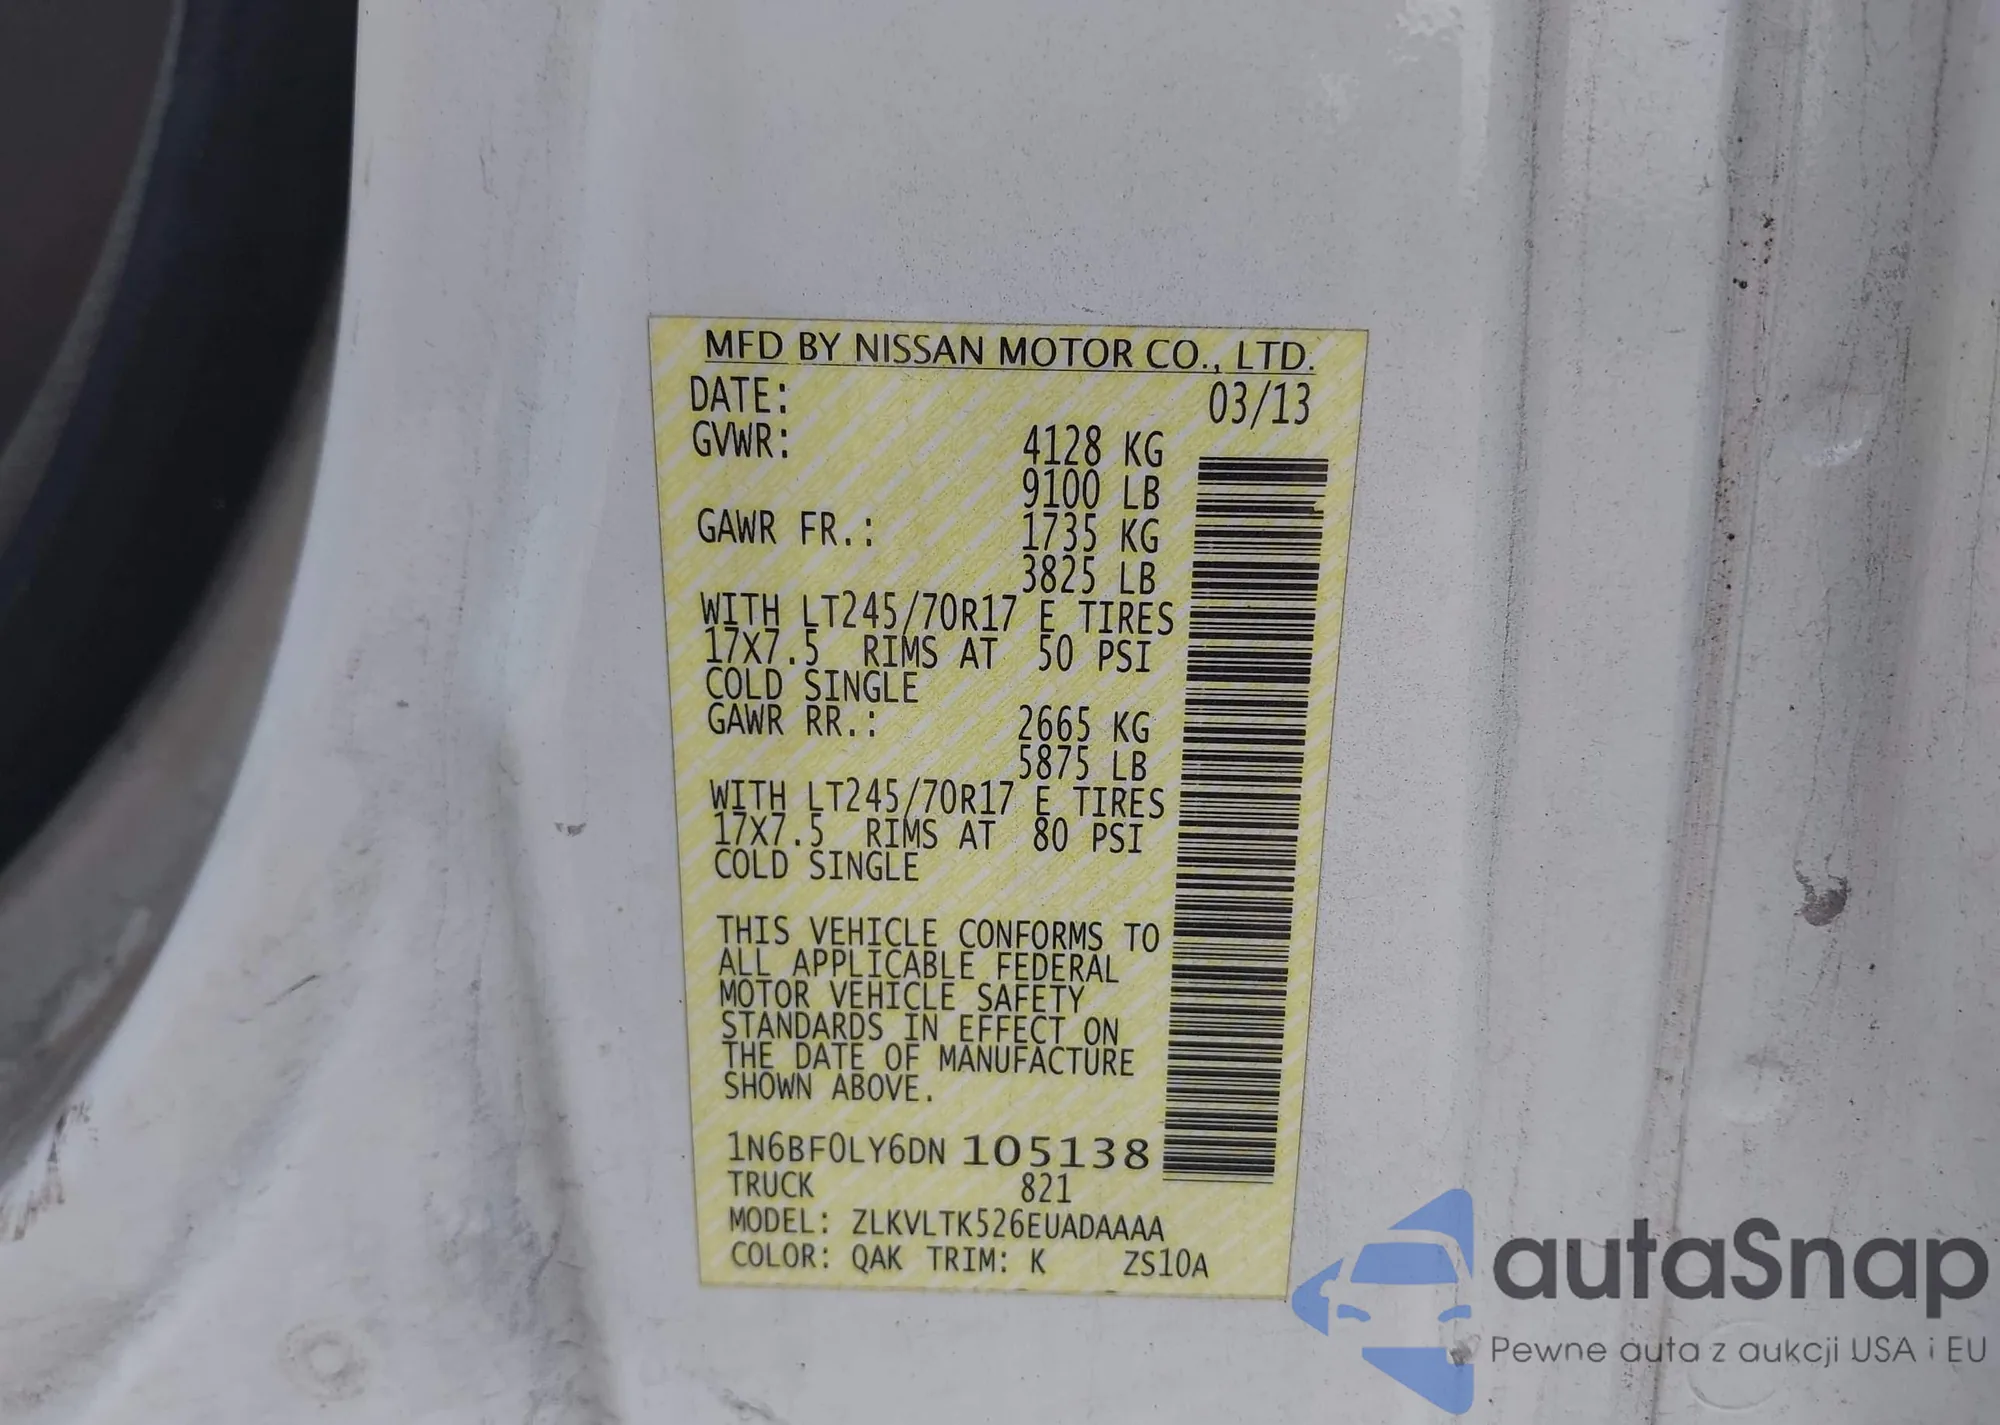 MFD BY NISSAN MOTOR CO., LTD.
DATE: 03/13
GVWR: 4128 KG
9100 LB
GAWR FR.: 1735 KG
3825 LB
WITH LT245/70R17 E TIRES
17X7.5 RIMS AT 50 PSI
COLD SINGLE
GAWR RR.: 2665 KG
5875 LB
WITH LT245/70R17 E TIRES
17X7.5 RIMS AT 80 PSI
COLD SINGLE
THIS VEHICLE CONFORMS TO
ALL APPLICABLE FEDERAL
MOTOR VEHICLE SAFETY
STANDARDS IN EFFECT ON
THE DATE OF MANUFACTURE
SHOWN ABOVE.
1N6BF0LY6DN 105138
TRUCK 821
MODEL: ZLKVLTK526EUADAAAA
COLOR: QAK TRIM: K ZS10A
autaSnap
Pewne auta z aukcji USA i EU